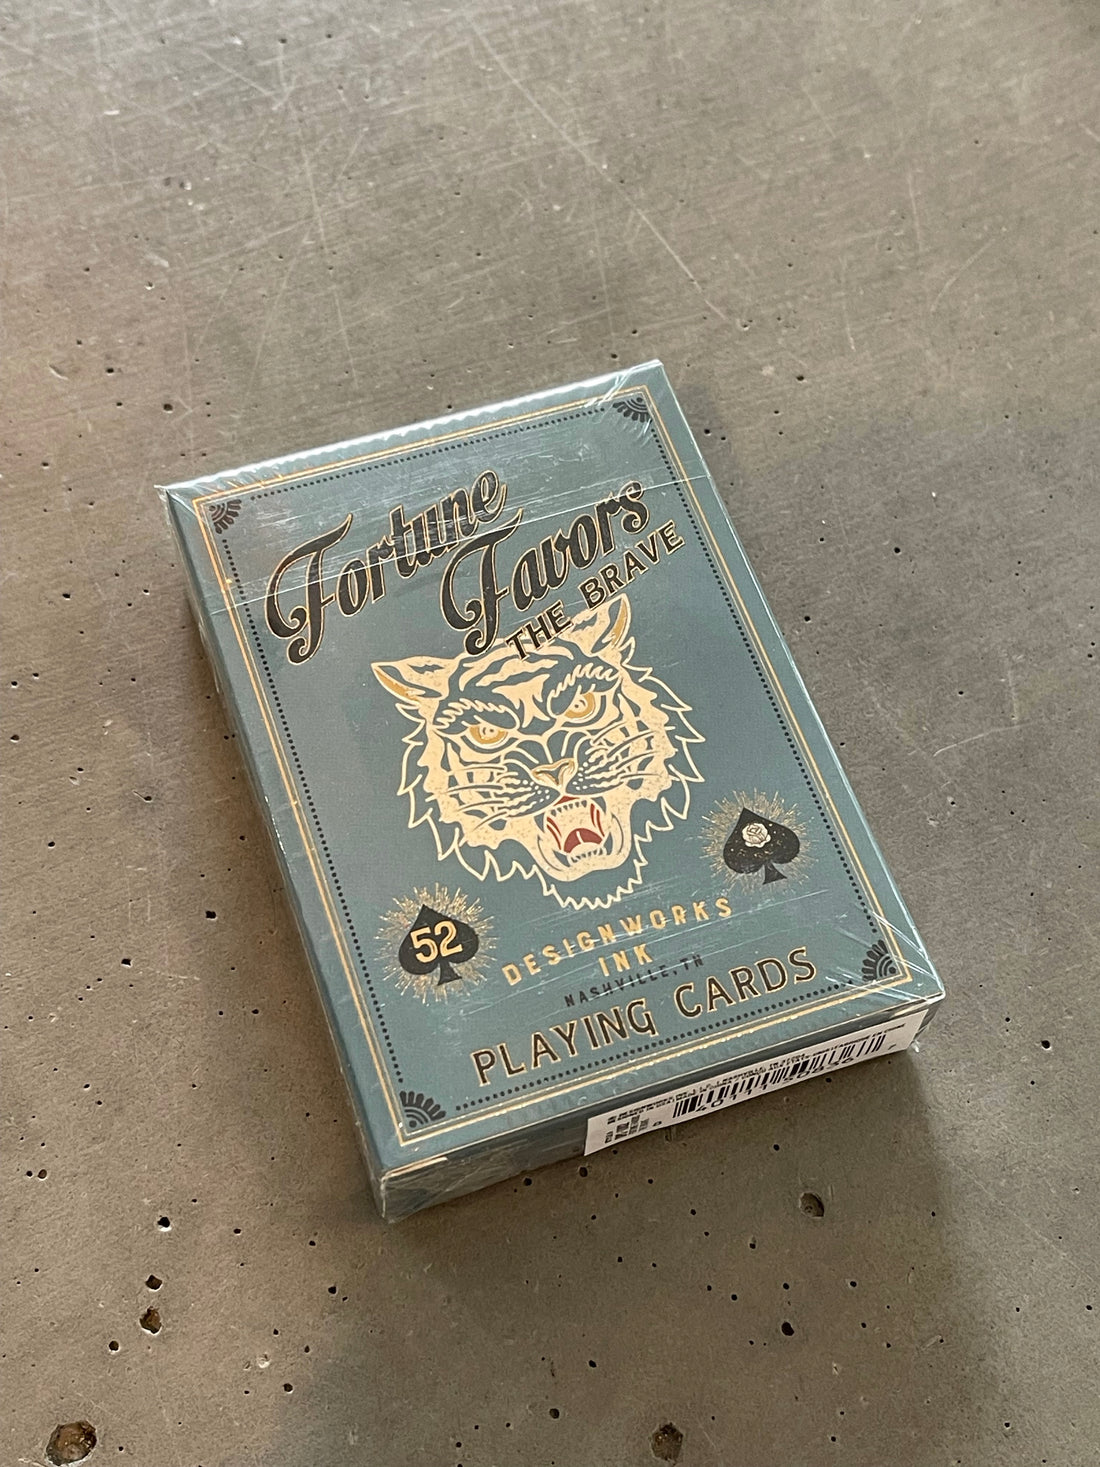 Fortune
Favors
THE BRAVE
52
DESIGNWORKS
INK
NASHVILLE, TN
PLAYING CARDS